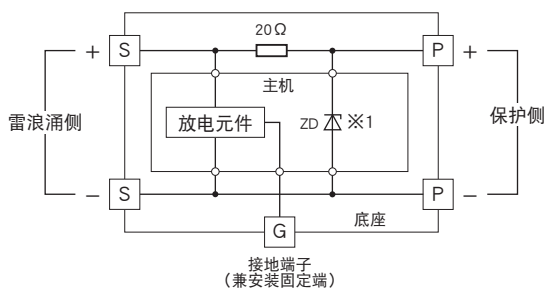 20Ω
+ S P +
主机
雷浪涌侧
放电元件
ZD ※1
保护侧
− S P −
底座
G
接地端子
（兼安装固定端）